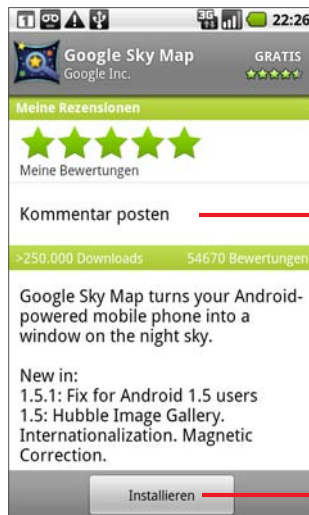 1
3G
22:26
Google Sky Map
GRATIS
Google Inc.
Meine Rezensionen
Meine Bewertungen
Kommentar posten
>250.000 Downloads 54670 Bewertungen
Google Sky Map turns your Android-
powered mobile phone into a
window on the night sky.
New in:
1.5.1: Fix for Android 1.5 users
1.5: Hubble Image Gallery.
Internationalization. Magnetic
Correction.
Installieren